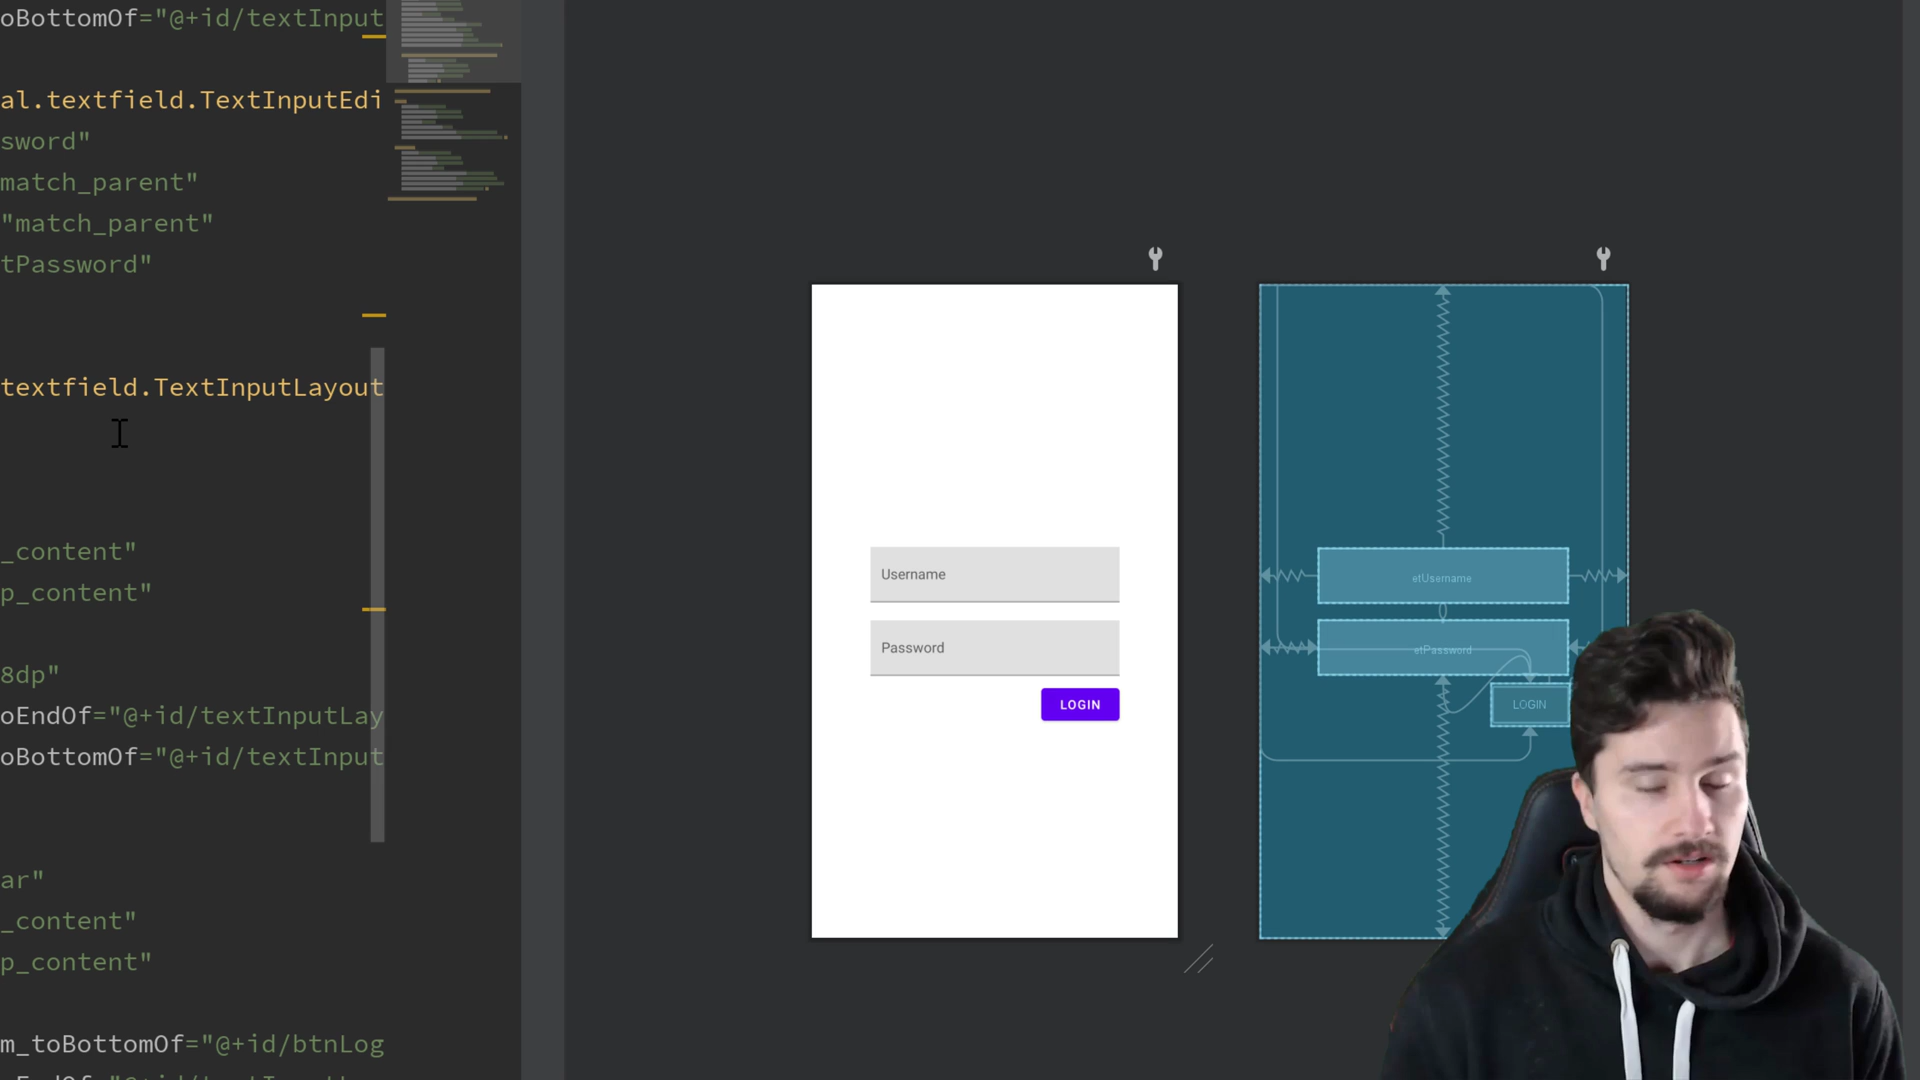 oBottomOf="@+id/textInput
al.textfield.TextInputEdi
sword"
match_parent"
"match_parent"
tPassword"
textfield.TextInputLayout
_content"
p_content"
8dp"
oEndOf="@+id/textInputLay
oBottomOf="@+id/textInput
ar"
_content"
p_content"
m_toBottomOf="@+id/btnLog
Username
Password
LOGIN
etUsername
etPassword
LOGIN